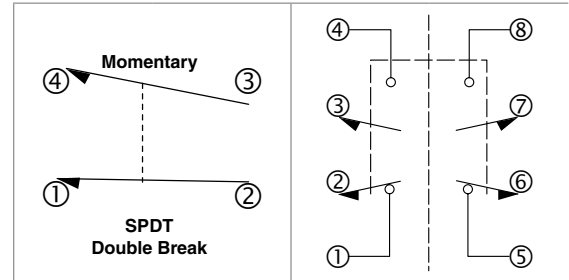 Momentary
④ ③
① ②
SPDT
Double Break
④ ⑧
③ ⑦
② ⑥
① ⑤